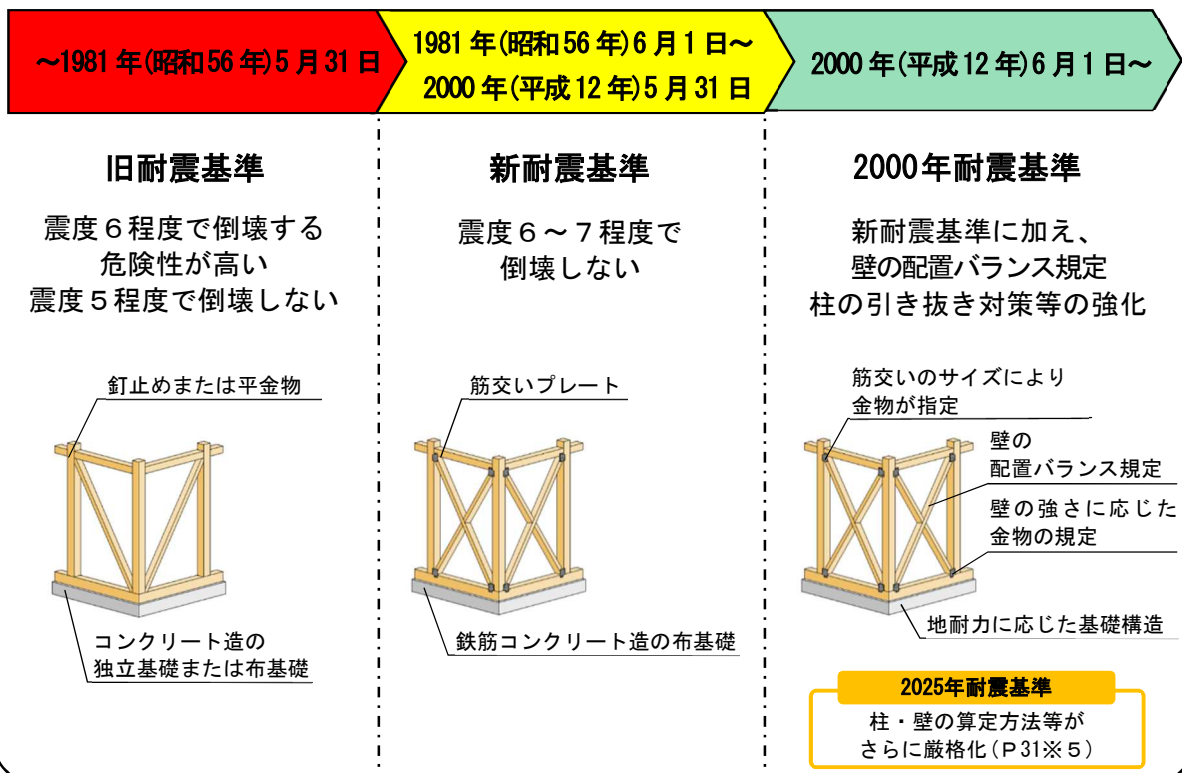 ～1981年(昭和56年)5月31日
1981年(昭和56年)6月1日～
2000年(平成12年)5月31日
2000年(平成12年)6月1日～
旧耐震基準
震度６程度で倒壊する
危険性が高い
震度５程度で倒壊しない
釘止めまたは平金物
コンクリート造の
独立基礎または布基礎
新耐震基準
震度６～７程度で
倒壊しない
筋交いプレート
鉄筋コンクリート造の布基礎
2000年耐震基準
新耐震基準に加え、
壁の配置バランス規定
柱の引き抜き対策等の強化
筋交いのサイズにより
金物が指定
壁の
配置バランス規定
壁の強さに応じた
金物の規定
地耐力に応じた基礎構造
2025年耐震基準
柱・壁の算定方法等が
さらに厳格化(Ｐ31※５)